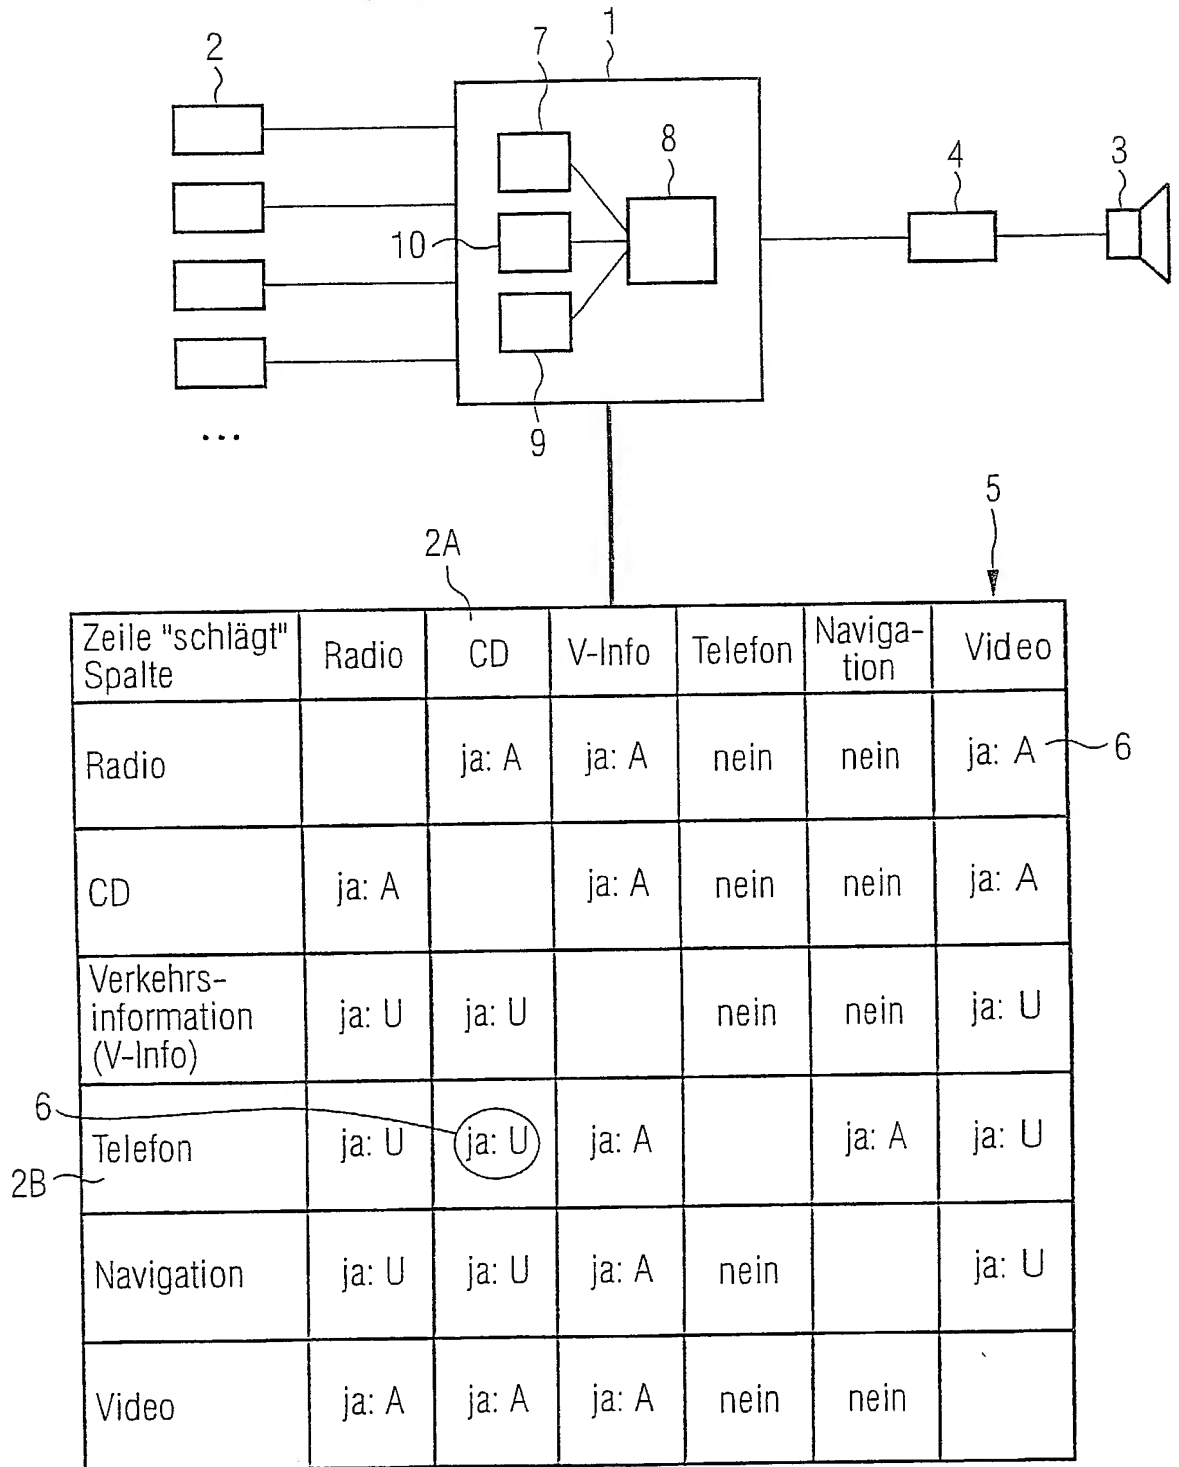 1
2
7
8
4
3
10
9
...
5
2A
Zeile "schlägt" Spalte
Radio
CD
V-Info
Telefon
Naviga-
tion
Video
Radio
ja: A
ja: A
nein
nein
ja: A
6
CD
ja: A
ja: A
nein
nein
ja: A
Verkehrs-
information
(V-Info)
ja: U
ja: U
nein
nein
ja: U
6
Telefon
2B
ja: U
ja: U
ja: A
ja: A
ja: U
Navigation
ja: U
ja: U
ja: A
nein
ja: U
Video
ja: A
ja: A
ja: A
nein
nein